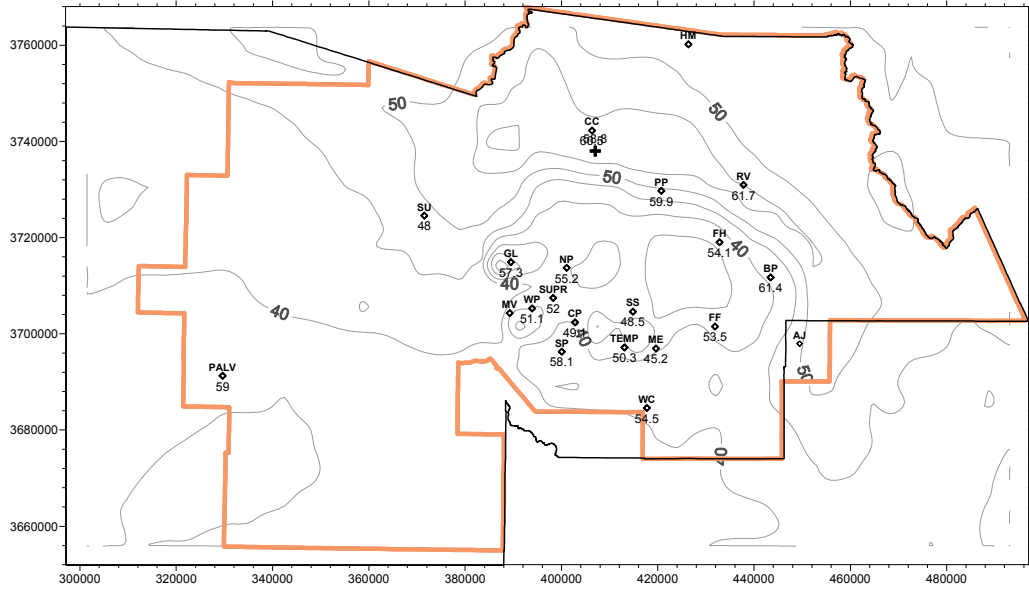 3760000
3740000
3720000
3700000
3680000
3660000
300000
320000
340000
360000
380000
400000
420000
440000
460000
480000
HM
50
50
CC
50
PP
59.9
RV
61.7
SU
48
FH
54.1
40
GL
57.3
NP
55.2
BP
61.4
40
SUPR
52
MV
WP
51.1
40
CP
SS
48.5
FF
53.5
40
SP
58.1
TEMP
50.3
ME
45.2
AJ
50
PALV
59
WC
54.5